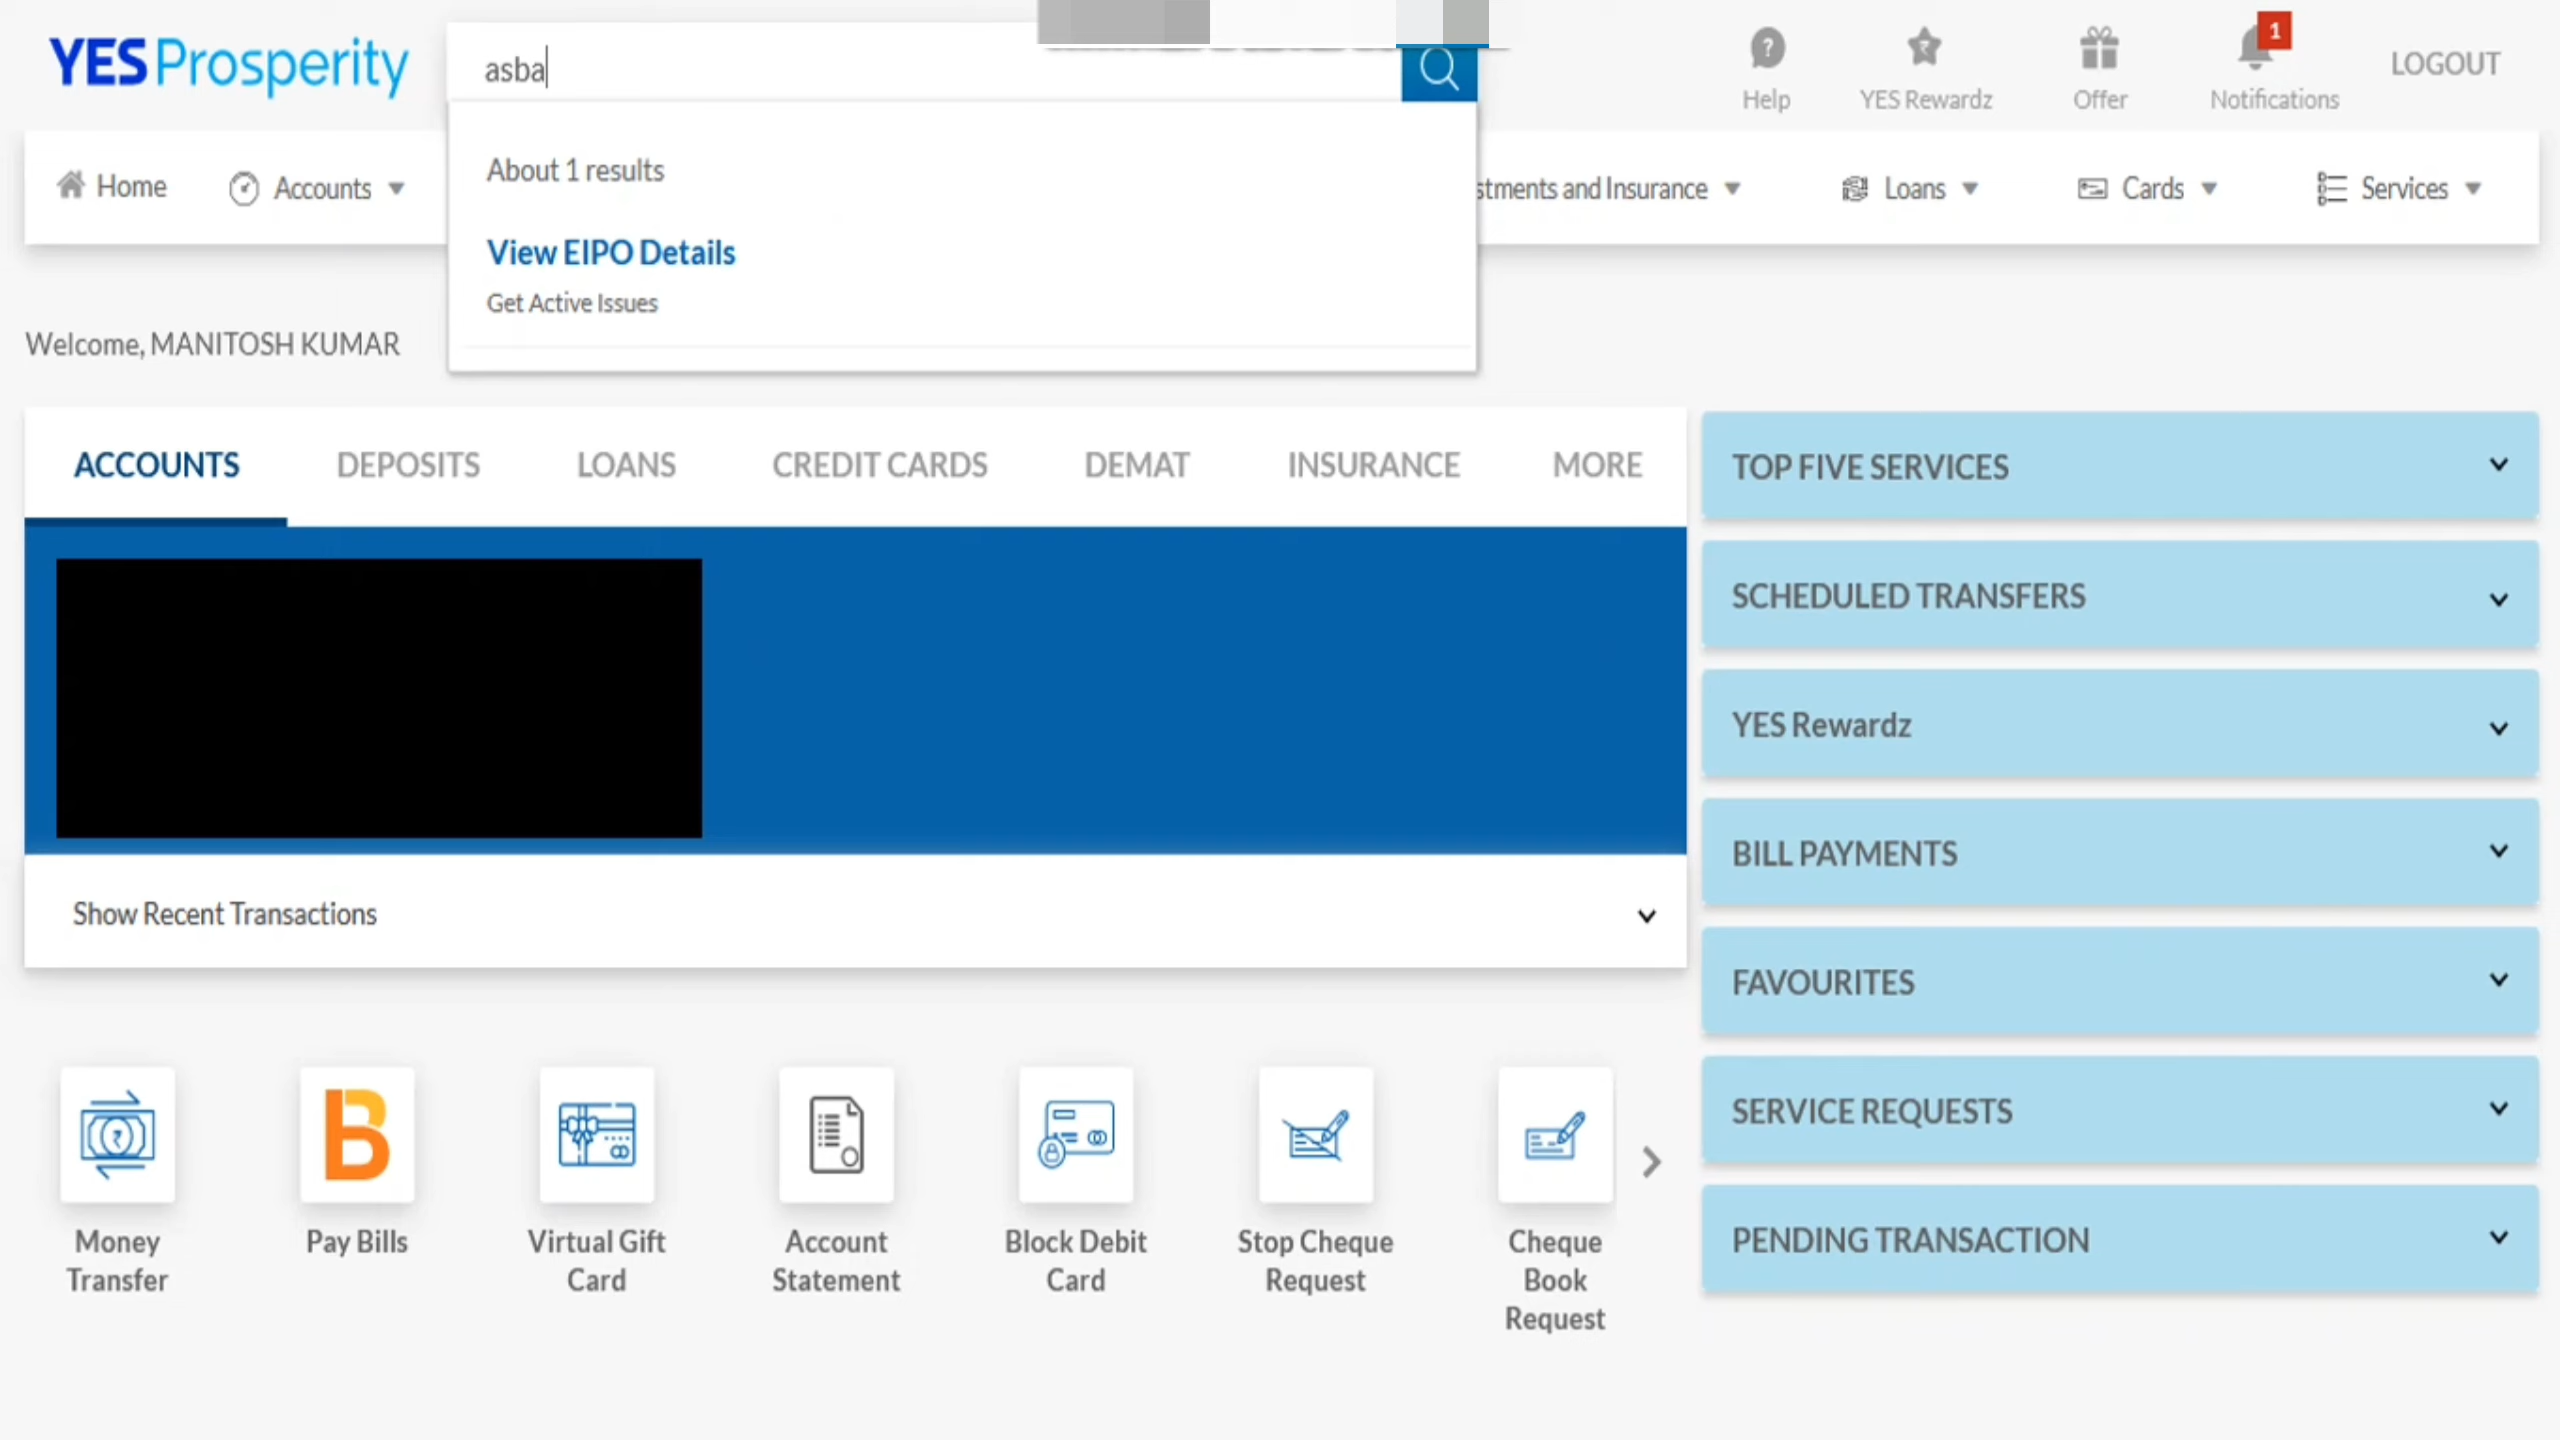 YES Prosperity
asba
Help
YES Rewardz
Offer
1
Notifications
LOGOUT
About 1 results
View EIPO Details
Get Active Issues
Home
Accounts
stments and Insurance
Loans
Cards
Services
Welcome, MANITOSH KUMAR
ACCOUNTS
DEPOSITS
LOANS
CREDIT CARDS
DEMAT
INSURANCE
MORE
Show Recent Transactions
Money
Transfer
Pay Bills
Virtual Gift
Card
Account
Statement
Block Debit
Card
Stop Cheque
Request
Cheque
Book
Request
TOP FIVE SERVICES
SCHEDULED TRANSFERS
YES Rewardz
BILL PAYMENTS
FAVOURITES
SERVICE REQUESTS
PENDING TRANSACTION